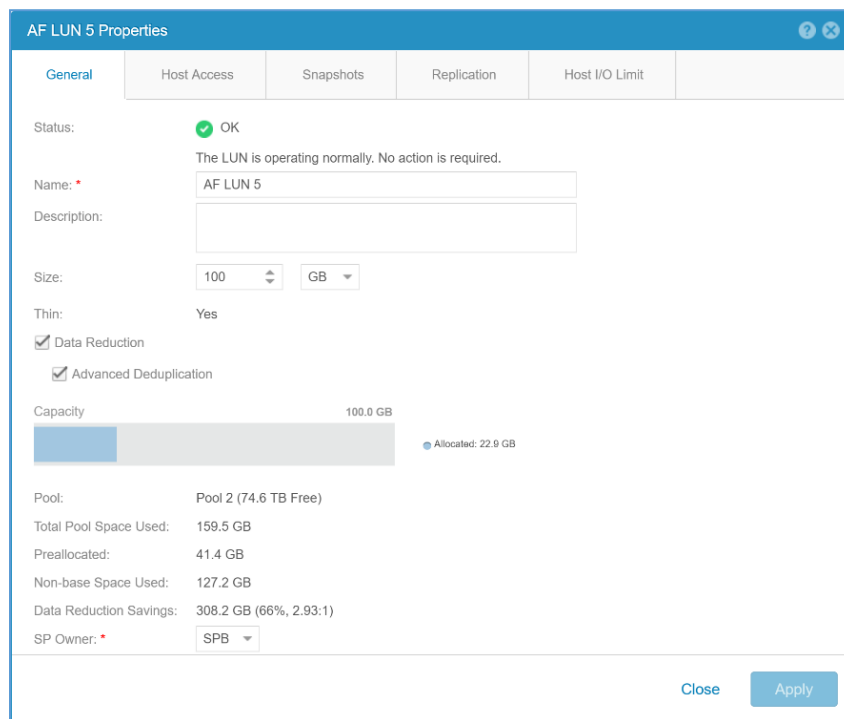 AF LUN 5 Properties
General Host Access Snapshots Replication Host I/O Limit
Status: OK
The LUN is operating normally. No action is required.
Name: * AF LUN 5
Description:
Size: 100 GB
Thin: Yes
Data Reduction
Advanced Deduplication
Capacity 100.0 GB
Allocated: 22.9 GB
Pool: Pool 2 (74.6 TB Free)
Total Pool Space Used: 159.5 GB
Preallocated: 41.4 GB
Non-base Space Used: 127.2 GB
Data Reduction Savings: 308.2 GB (66%, 2.93:1)
SP Owner: * SPB
Close Apply